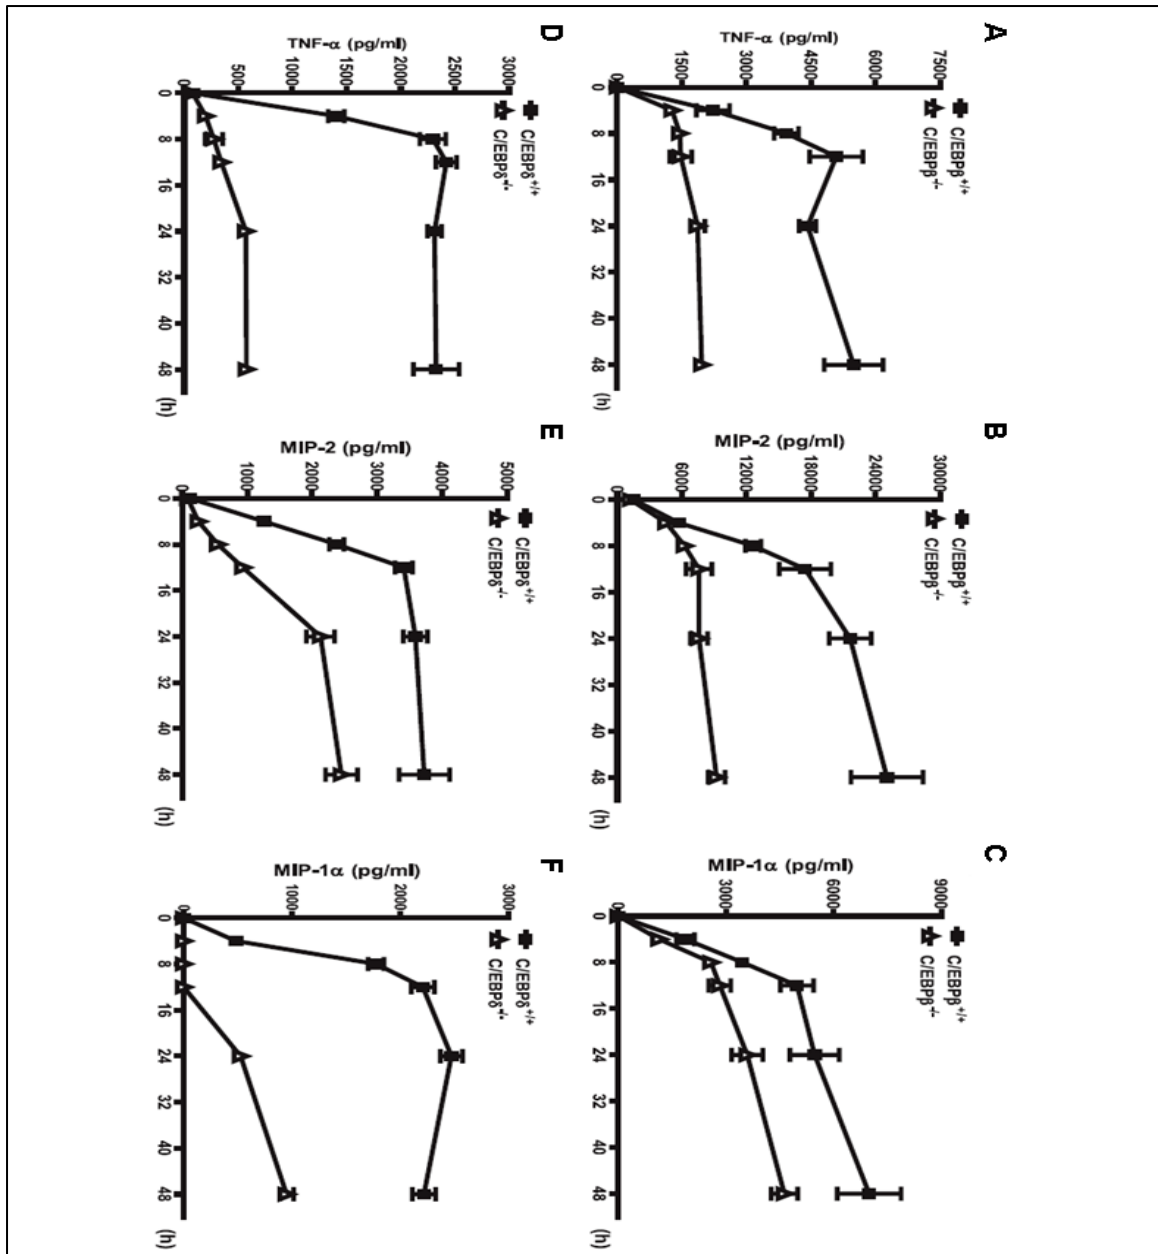 A
TNF-α (pg/ml)
7500
6000
4500
3000
1500
0
C/EBPβ⁺/⁺
C/EBPβ⁻/⁻
0 8 16 24 32 40 48 (h)
B
MIP-2 (pg/ml)
30000
24000
18000
12000
6000
0
C/EBPβ⁺/⁺
C/EBPβ⁻/⁻
0 8 16 24 32 40 48 (h)
C
MIP-1α (pg/ml)
9000
6000
3000
0
C/EBPβ⁺/⁺
C/EBPβ⁻/⁻
0 8 16 24 32 40 48 (h)
D
TNF-α (pg/ml)
3000
2500
2000
1500
1000
500
0
C/EBPδ⁺/⁺
C/EBPδ⁻/⁻
0 8 16 24 32 40 48 (h)
E
MIP-2 (pg/ml)
5000
4000
3000
2000
1000
0
C/EBPδ⁺/⁺
C/EBPδ⁻/⁻
0 8 16 24 32 40 48 (h)
F
MIP-1α (pg/ml)
3000
2000
1000
0
C/EBPδ⁺/⁺
C/EBPδ⁻/⁻
0 8 16 24 32 40 48 (h)